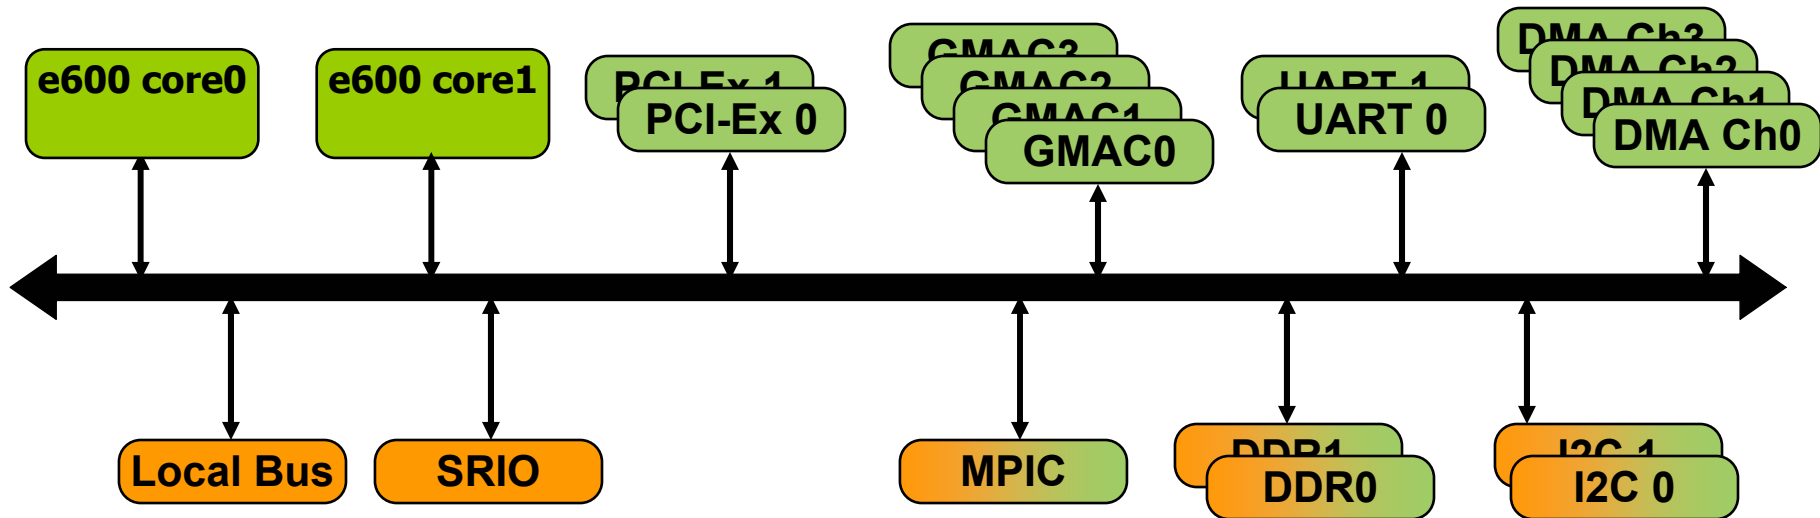 e600 core0
e600 core1
PCI-Ex 1
PCI-Ex 0
GMAC3
GMAC2
GMAC1
GMAC0
UART 1
UART 0
DMA Ch3
DMA Ch2
DMA Ch1
DMA Ch0
Local Bus
SRIO
MPIC
DDR1
DDR0
I2C 1
I2C 0